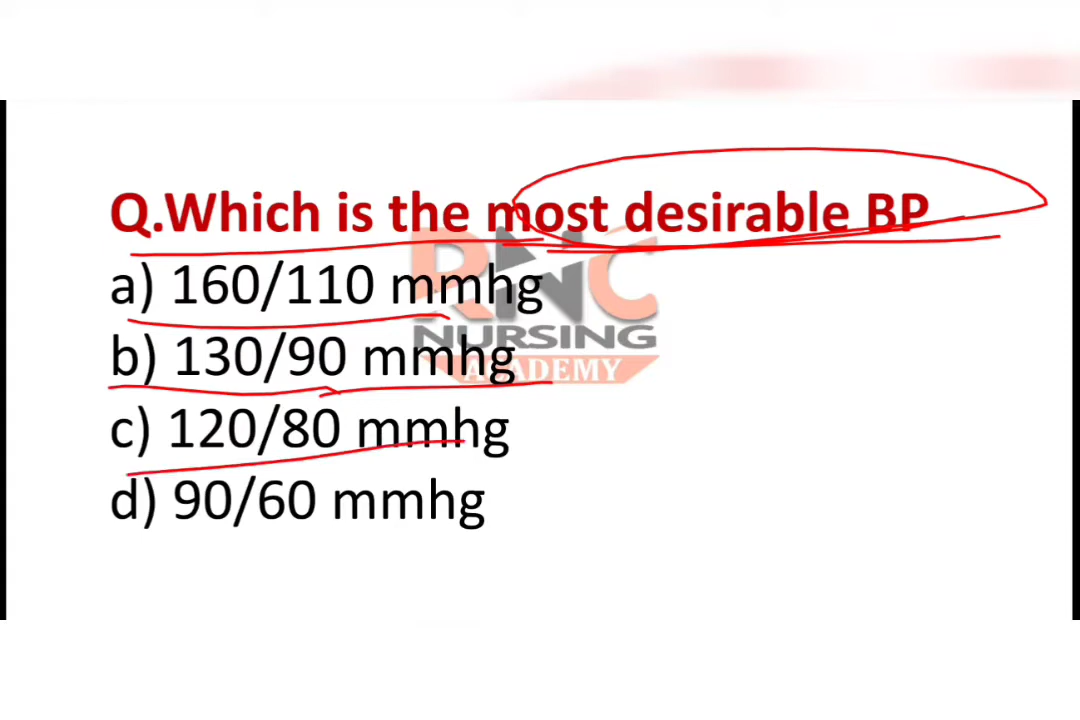 Q.Which is the most desirable BP
a) 160/110 mmhg
b) 130/90 mmhg
c) 120/80 mmhg
d) 90/60 mmhg
RNC
NURSING
ACADEMY